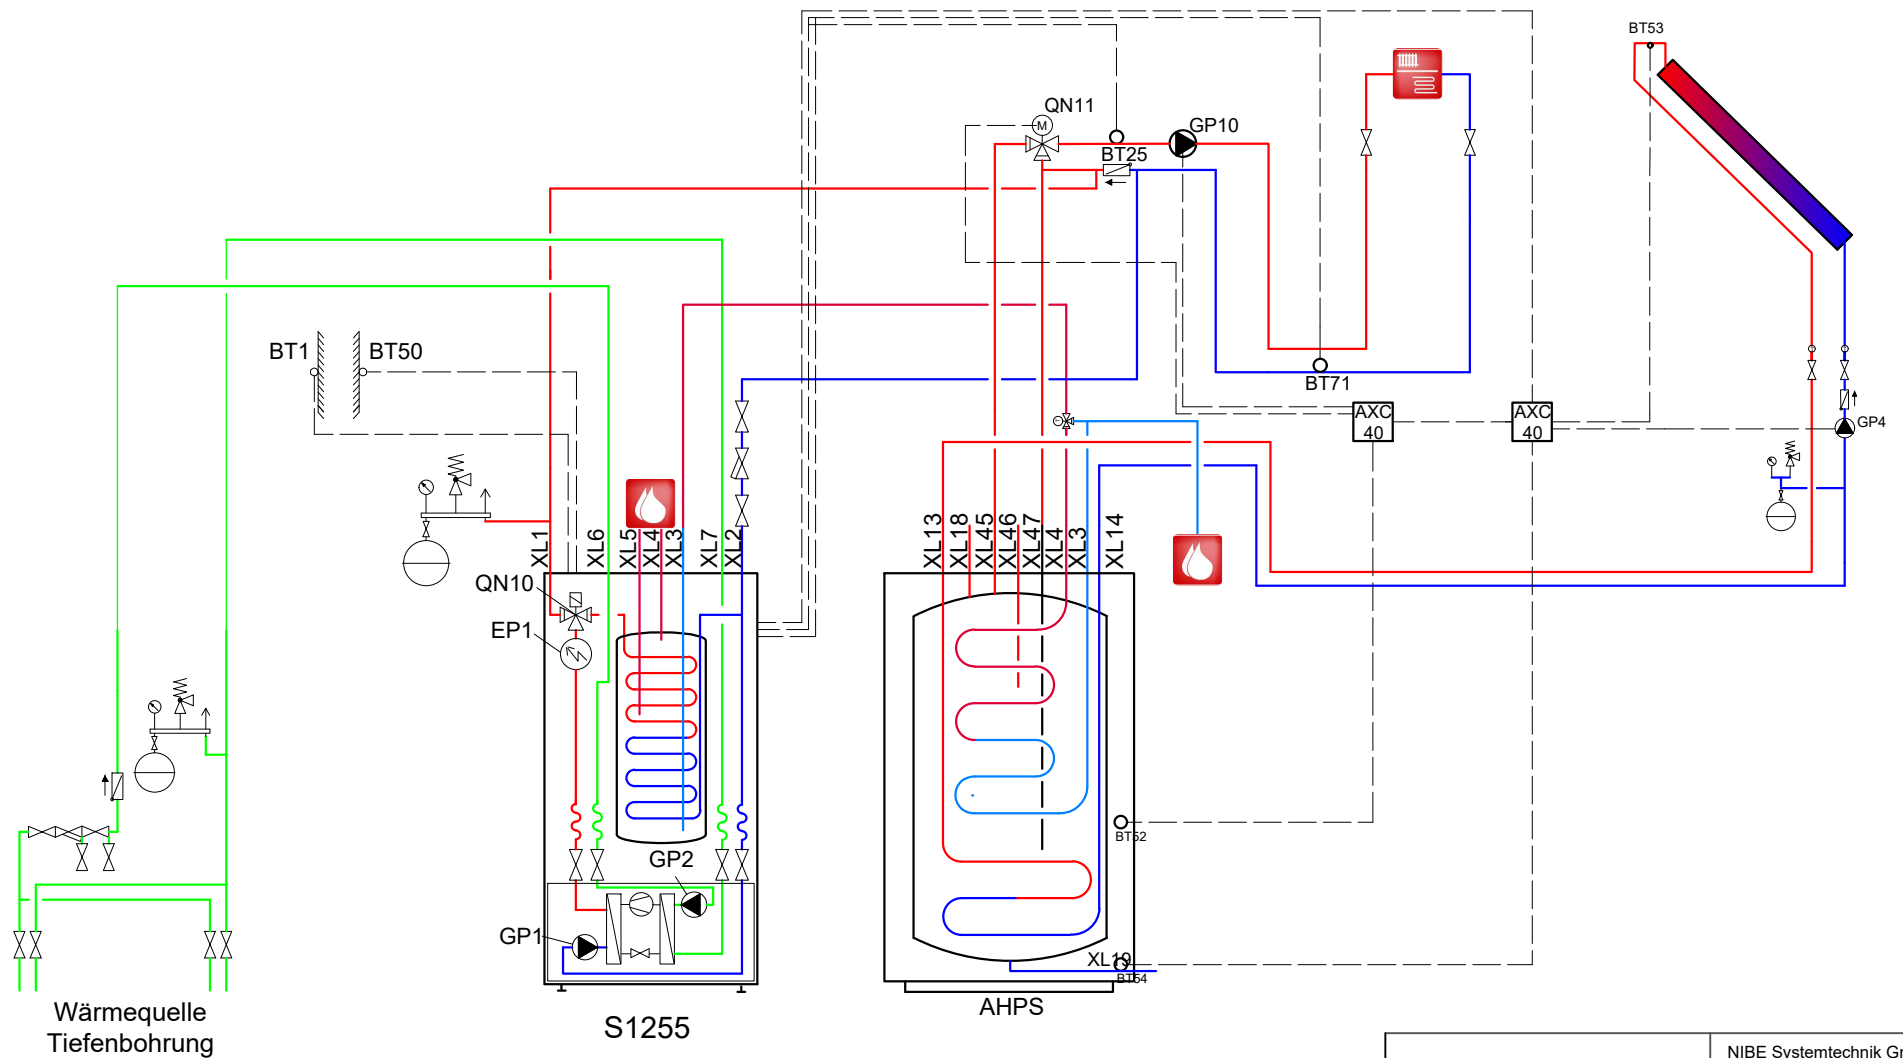 BT53
QN11
M
GP10
BT25
BT1
BT50
BT71
AXC
40
AXC
40
GP4
XL1
XL6
XL5
XL4
XL3
XL7
XL2
XL13
XL18
XL45
XL46
XL47
XL4
XL3
XL14
QN10
EP1
BT52
GP2
GP1
XL19
BT54
AHPS
S1255
Wärmequelle
Tiefenbohrung
NIBE Systemtechnik